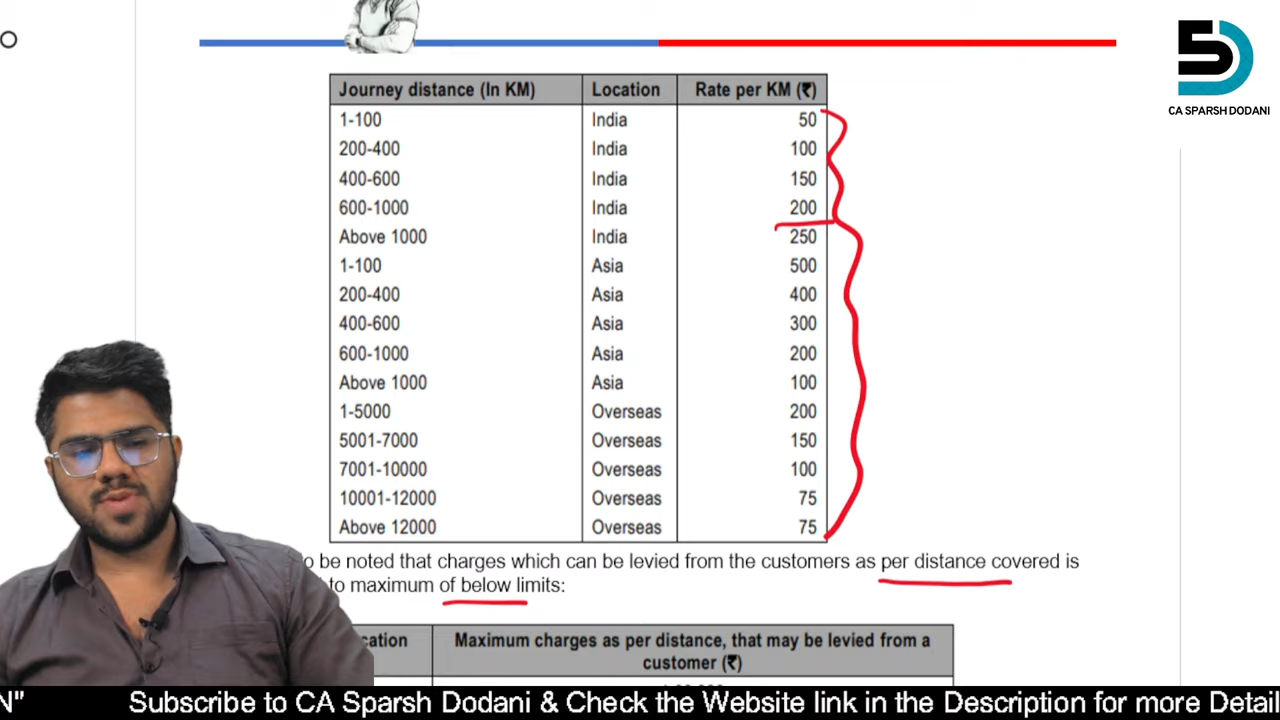 CA SPARSH DODANI
Journey distance (In KM) Location Rate per KM (₹)
1-100 India 50
200-400 India 100
400-600 India 150
600-1000 India 200
Above 1000 India 250
1-100 Asia 500
200-400 Asia 400
400-600 Asia 300
600-1000 Asia 200
Above 1000 Asia 100
1-5000 Overseas 200
5001-7000 Overseas 150
7001-10000 Overseas 100
10001-12000 Overseas 75
Above 12000 Overseas 75
o be noted that charges which can be levied from the customers as per distance covered is
to maximum of below limits:
cation Maximum charges as per distance, that may be levied from a
customer (₹)
N" Subscribe to CA Sparsh Dodani & Check the Website link in the Description for more Detail